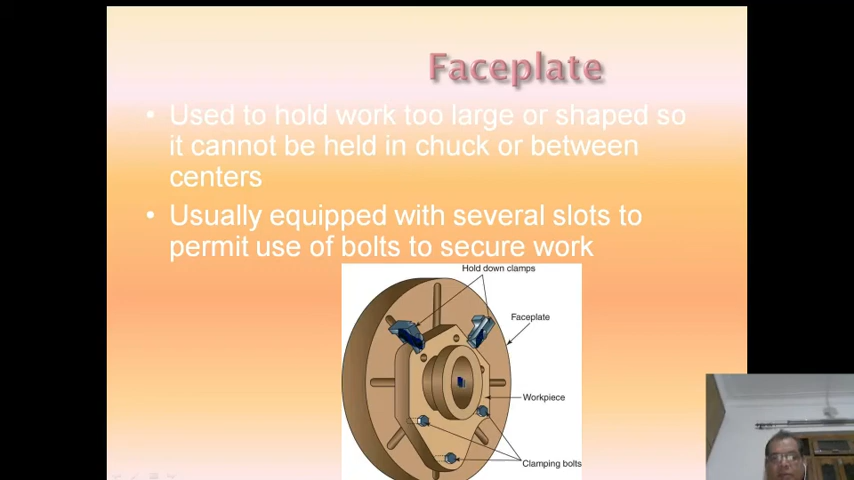 Faceplate
• Used to hold work too large or shaped so
it cannot be held in chuck or between
centers
• Usually equipped with several slots to
permit use of bolts to secure work
Hold down clamps
Faceplate
Workpiece
Clamping bolts